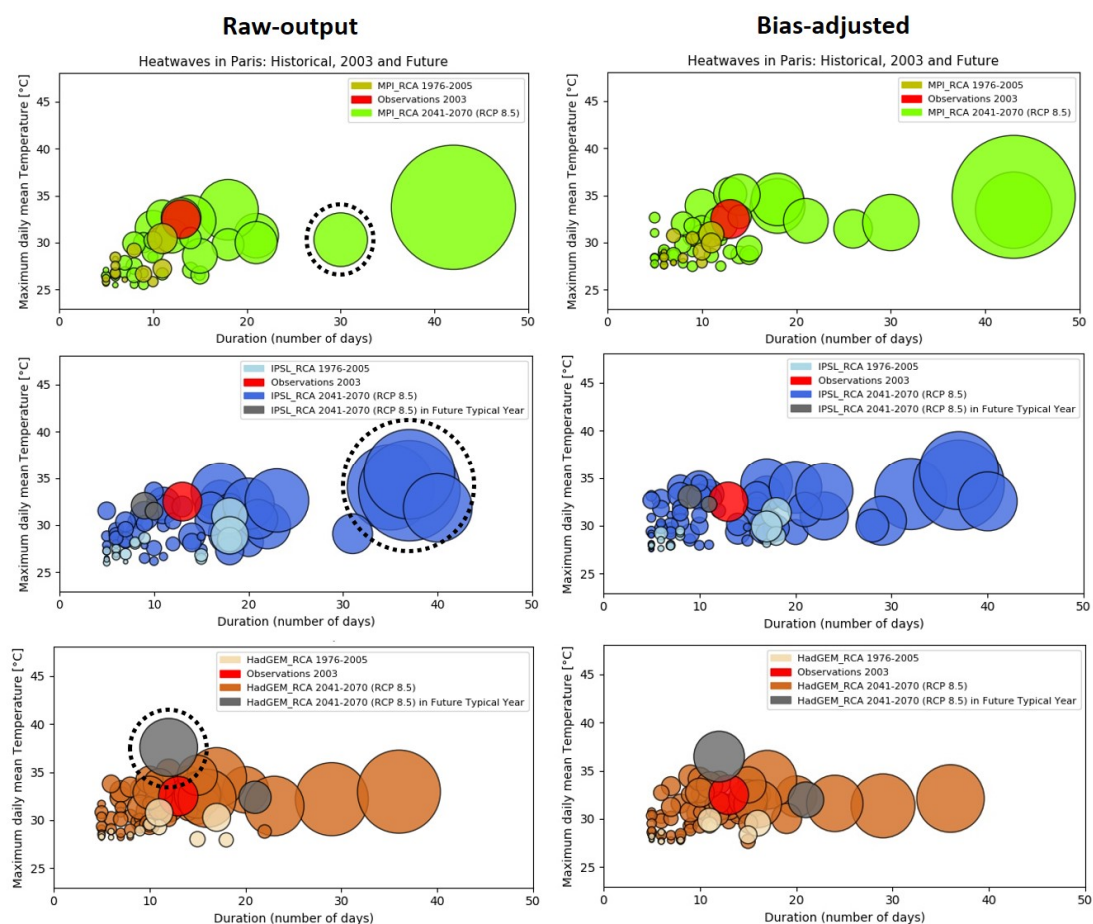 Raw-output
Bias-adjusted
Heatwaves in Paris: Historical, 2003 and Future
MPI_RCA 1976-2005
Observations 2003
MPI_RCA 2041-2070 (RCP 8.5)
Maximum daily mean Temperature [°C]
45
40
35
30
25
0
10
20
30
40
50
Duration (number of days)
Heatwaves in Paris: Historical, 2003 and Future
MPI_RCA 1976-2005
Observations 2003
MPI_RCA 2041-2070 (RCP 8.5)
Maximum daily mean Temperature [°C]
45
40
35
30
25
0
10
20
30
40
50
Duration (number of days)
IPSL_RCA 1976-2005
Observations 2003
IPSL_RCA 2041-2070 (RCP 8.5)
IPSL_RCA 2041-2070 (RCP 8.5) in Future Typical Year
Maximum daily mean Temperature [°C]
45
40
35
30
25
0
10
20
30
40
50
Duration (number of days)
IPSL_RCA 1976-2005
Observations 2003
IPSL_RCA 2041-2070 (RCP 8.5)
IPSL_RCA 2041-2070 (RCP 8.5) in Future Typical Year
Maximum daily mean Temperature [°C]
45
40
35
30
25
0
10
20
30
40
50
Duration (number of days)
HadGEM_RCA 1976-2005
Observations 2003
HadGEM_RCA 2041-2070 (RCP 8.5)
HadGEM_RCA 2041-2070 (RCP 8.5) in Future Typical Year
Maximum daily mean Temperature [°C]
45
40
35
30
25
0
10
20
30
40
50
Duration (number of days)
HadGEM_RCA 1976-2005
Observations 2003
HadGEM_RCA 2041-2070 (RCP 8.5)
HadGEM_RCA 2041-2070 (RCP 8.5) in Future Typical Year
Maximum daily mean Temperature [°C]
45
40
35
30
25
0
10
20
30
40
50
Duration (number of days)